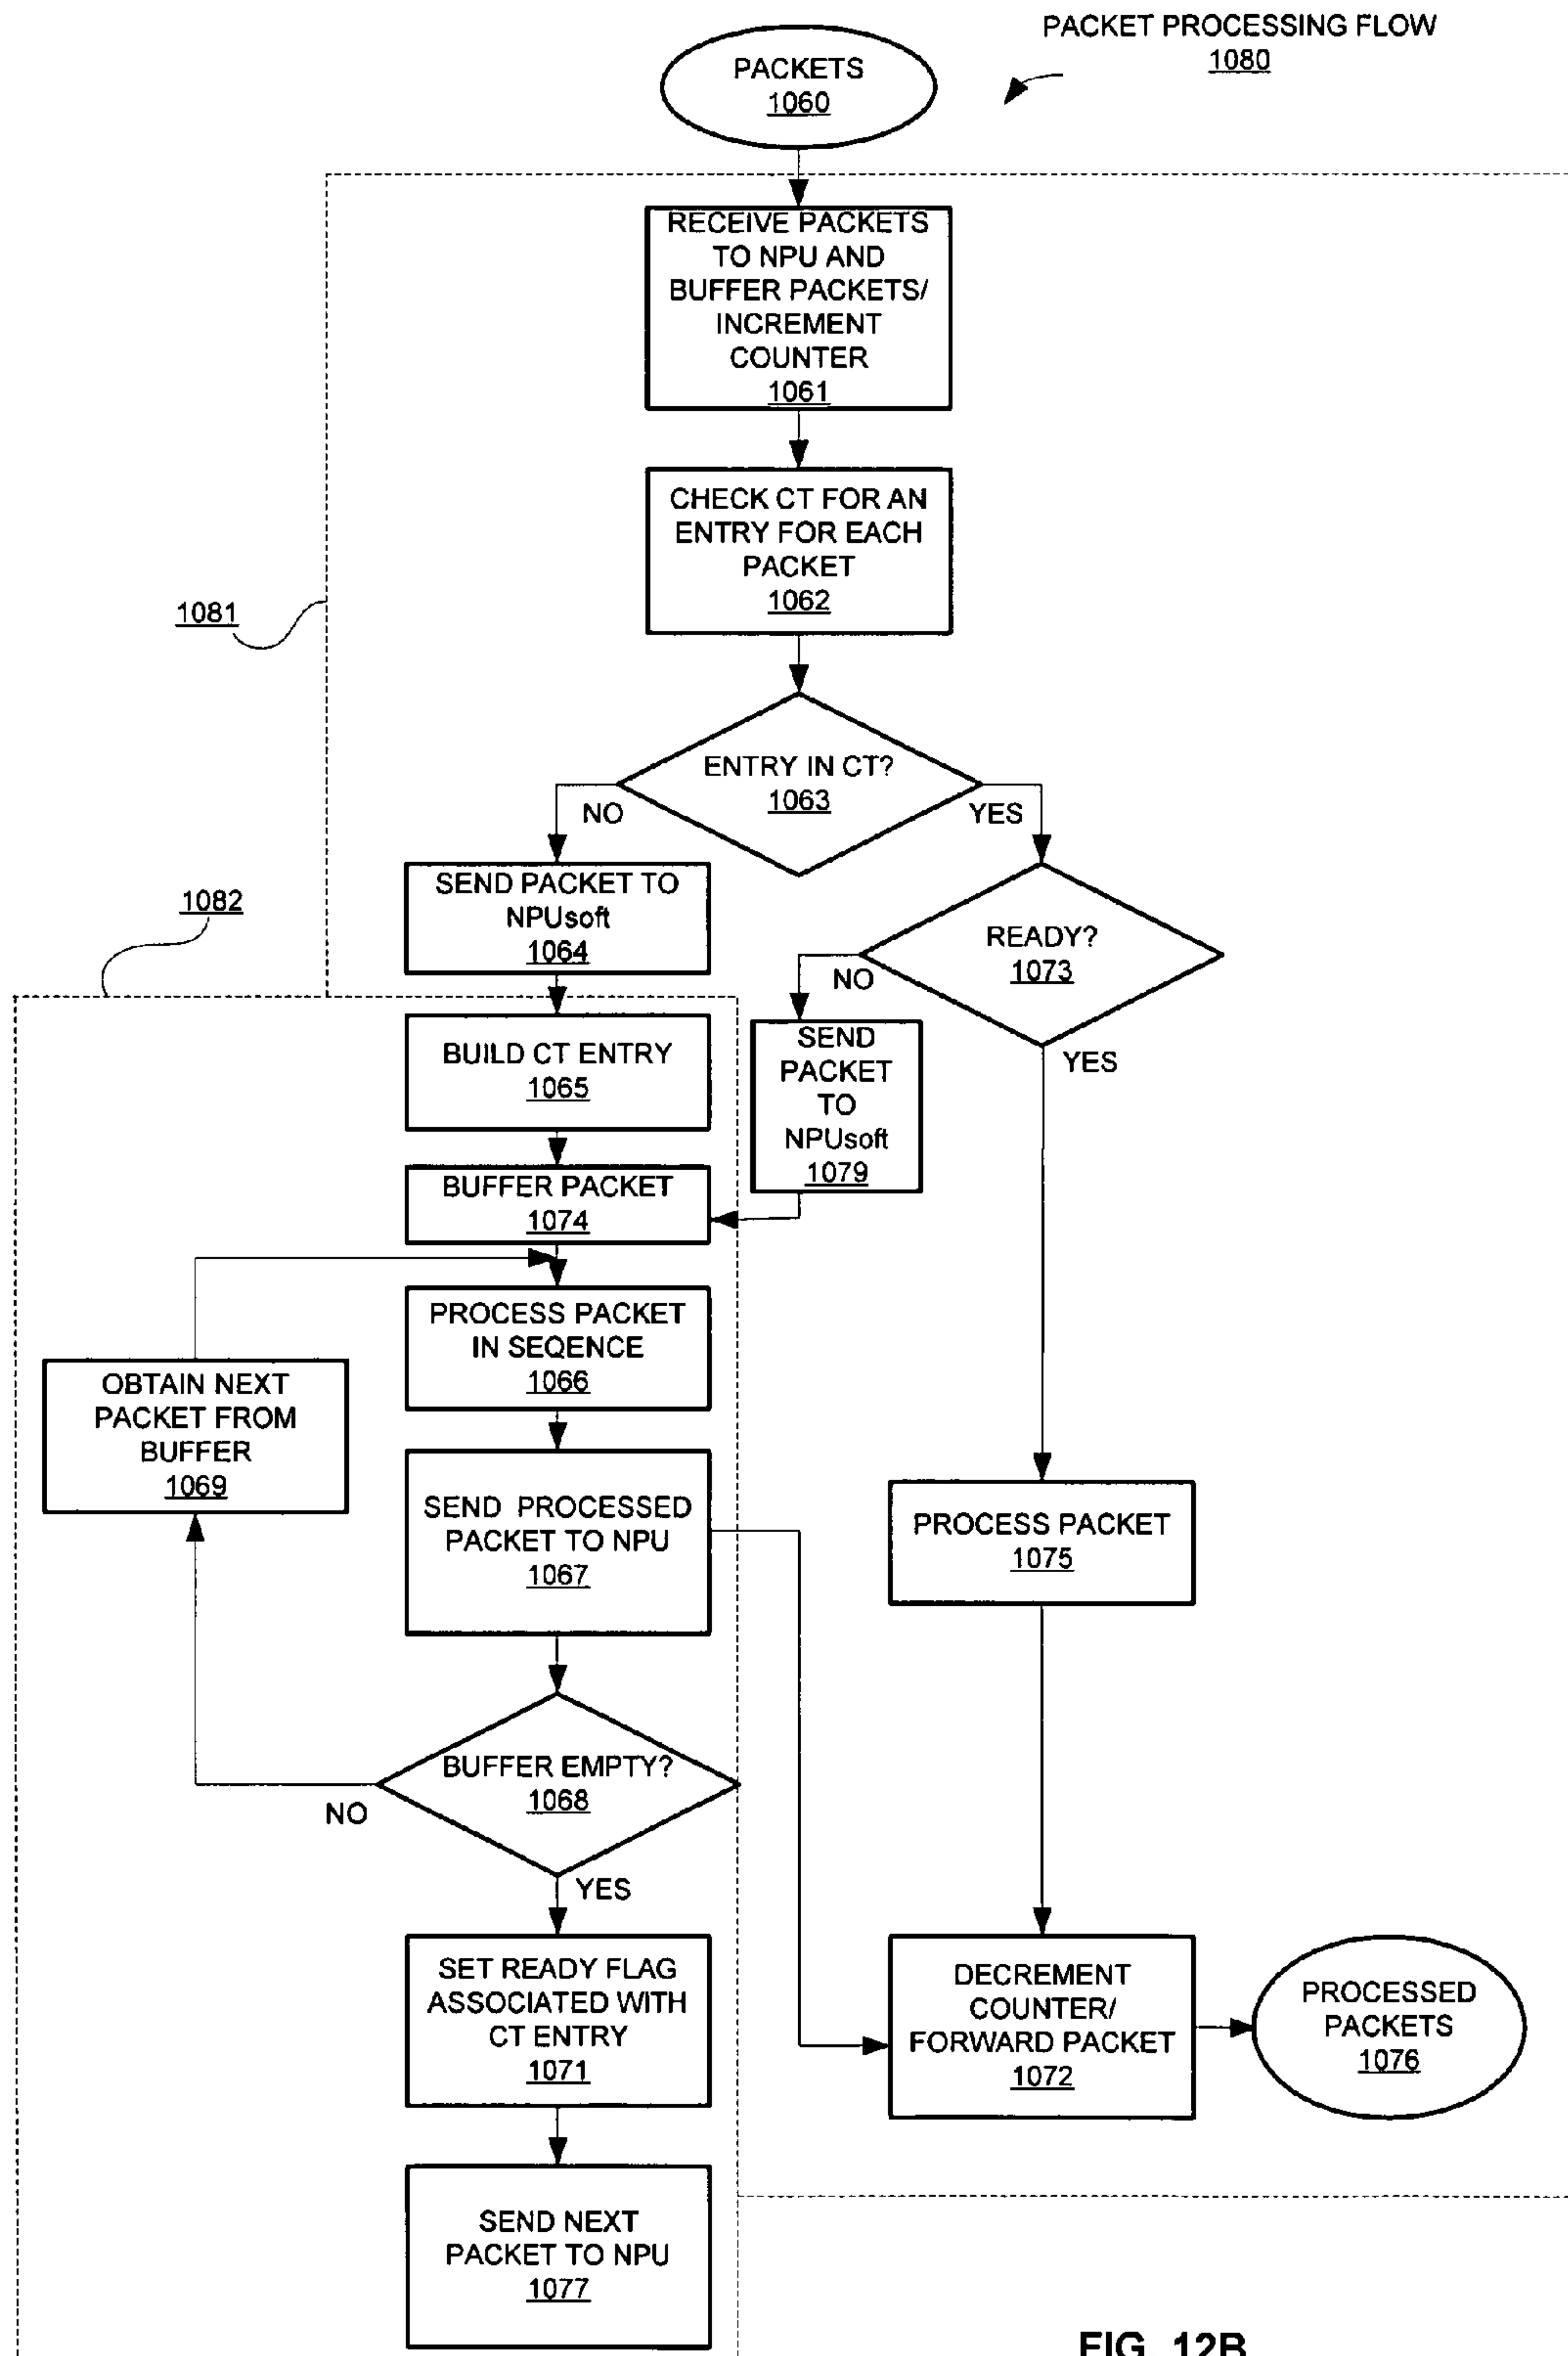 PACKET PROCESSING FLOW
1080
PACKETS
1060
RECEIVE PACKETS
TO NPU AND
BUFFER PACKETS/
INCREMENT
COUNTER
1061
CHECK CT FOR AN
ENTRY FOR EACH
PACKET
1062
1081
ENTRY IN CT?
1063
NO
YES
SEND PACKET TO
NPUsoft
1064
1082
READY?
1073
NO
YES
BUILD CT ENTRY
1065
SEND
PACKET
TO
NPUsoft
1079
BUFFER PACKET
1074
PROCESS PACKET
IN SEQENCE
1066
OBTAIN NEXT
PACKET FROM
BUFFER
1069
SEND PROCESSED
PACKET TO NPU
1067
PROCESS PACKET
1075
BUFFER EMPTY?
1068
NO
YES
SET READY FLAG
ASSOCIATED WITH
CT ENTRY
1071
DECREMENT
COUNTER/
FORWARD PACKET
1072
PROCESSED
PACKETS
1076
SEND NEXT
PACKET TO NPU
1077
FIG. 12B